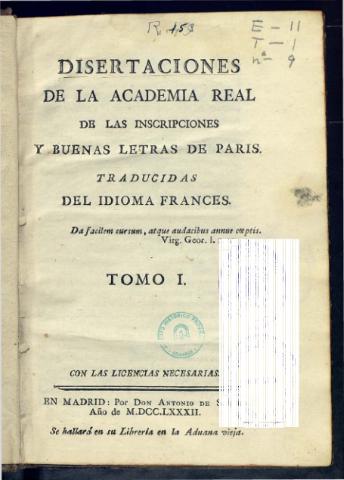 R. 153
E - 11
T - 1
nª 9
DISERTACIONES
DE LA ACADEMIA REAL
DE LAS INSCRIPCIONES
Y BUENAS LETRAS DE PARIS.
TRADUCIDAS
DEL IDIOMA FRANCES.
Da facilem cursum, atque audacibus annue cœptis.
Virg. Geor. I.
TOMO I.
CON LAS LICENCIAS NECESARIAS.
EN MADRID: Por Don Antonio de
Año de M.DCC.LXXXII.
Se hallará en su Librería en la Aduana vieja.